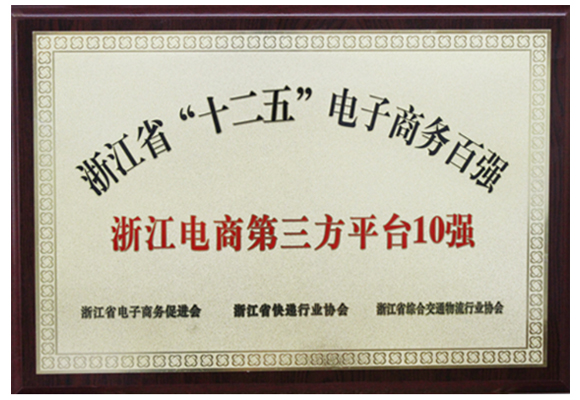 浙江省“十二五”电子商务百强
浙江电商第三方平台10强
浙江省电子商务促进会 浙江省快递行业协会 浙江省综合交通物流行业协会